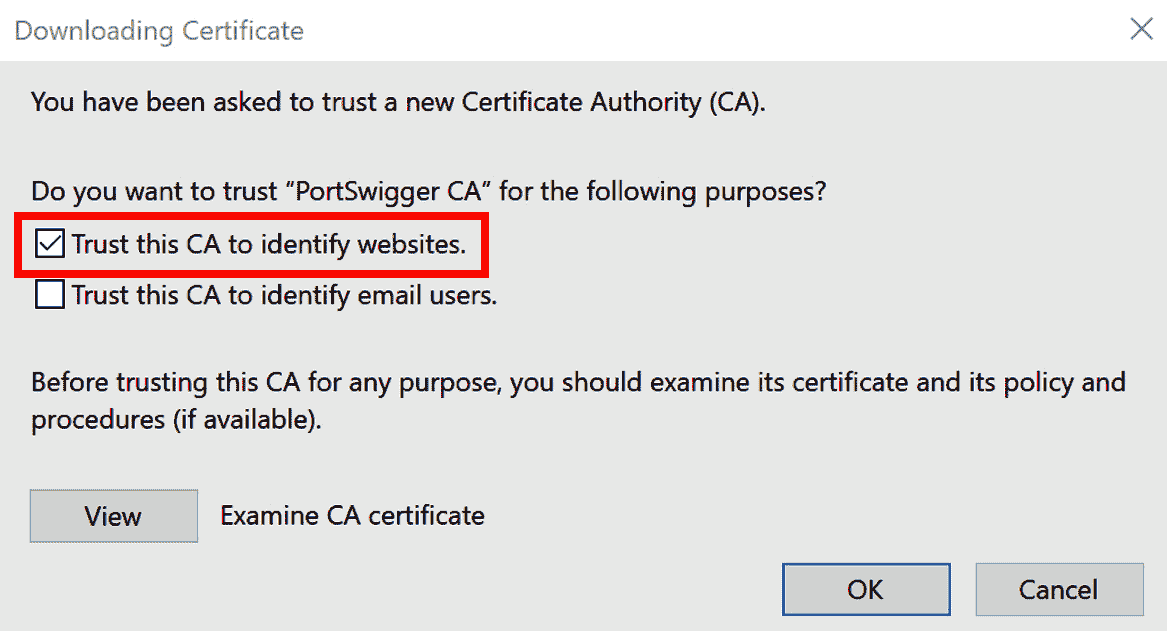 Downloading Certificate
You have been asked to trust a new Certificate Authority (CA).
Do you want to trust “PortSwigger CA” for the following purposes?
Trust this CA to identify websites.
Trust this CA to identify email users.
Before trusting this CA for any purpose, you should examine its certificate and its policy and
procedures (if available).
View Examine CA certificate
OK Cancel